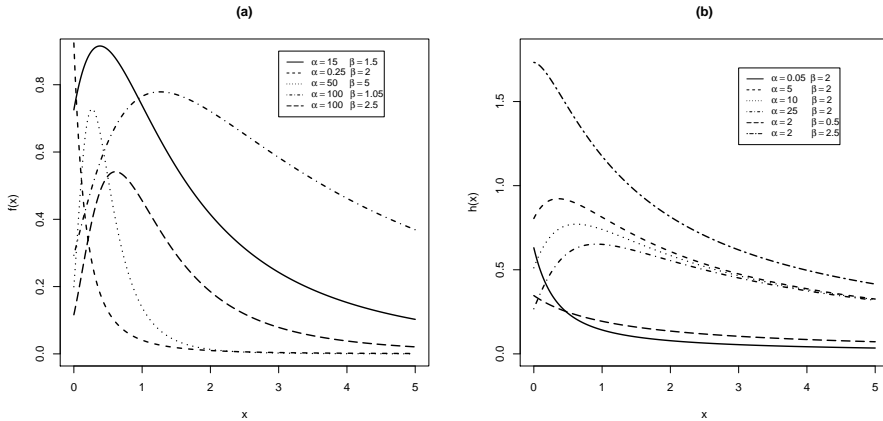 (a)
f(x)
0.0 0.2 0.4 0.6 0.8
α = 15 β = 1.5
α = 0.25 β = 2
α = 50 β = 5
α = 100 β = 1.05
α = 100 β = 2.5
0 1 2 3 4 5
x
(b)
h(x)
0.0 0.5 1.0 1.5
α = 0.05 β = 2
α = 5 β = 2
α = 10 β = 2
α = 25 β = 2
α = 2 β = 0.5
α = 2 β = 2.5
0 1 2 3 4 5
x